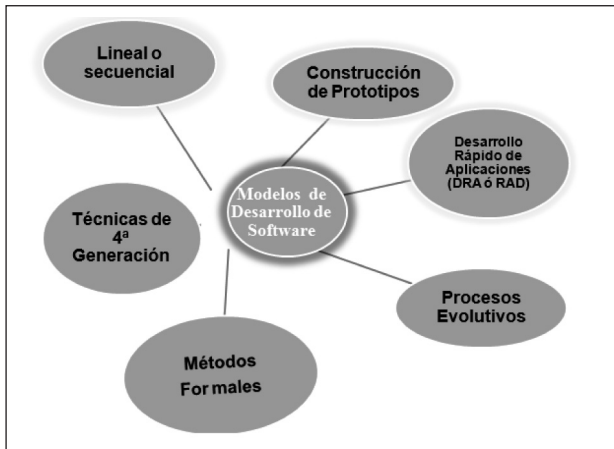 Lineal o
secuencial
Construcción
de Prototipos
Desarrollo
Rápido de
Aplicaciones
(DRA ó RAD)
Modelos de
Desarrollo de
Software
Técnicas de
4ª
Generación
Procesos
Evolutivos
Métodos
For males